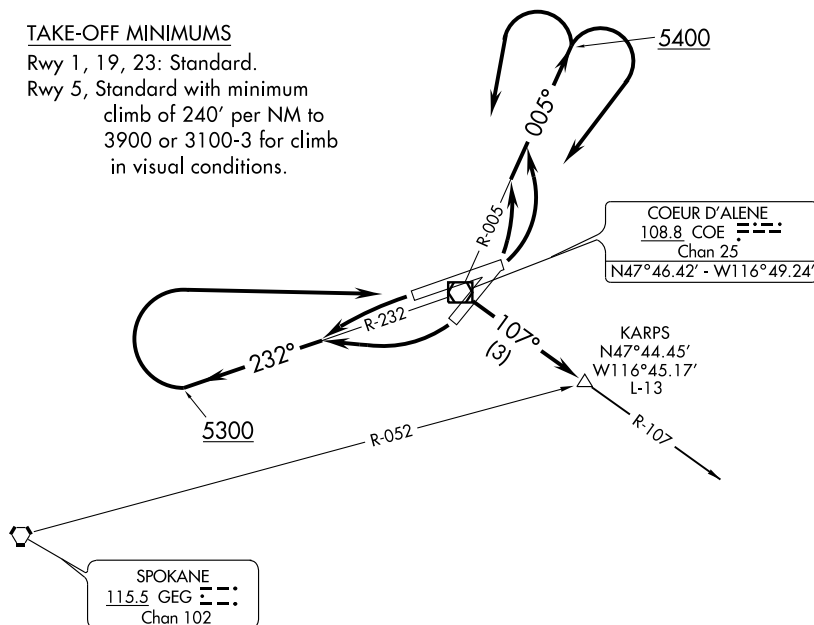 TAKE-OFF MINIMUMS
Rwy 1, 19, 23: Standard.
Rwy 5, Standard with minimum
climb of 240' per NM to
3900 or 3100-3 for climb
in visual conditions.
5400
005°
R-005
COEUR D'ALENE
108.8 COE
Chan 25
N47°46.42' - W116°49.24'
R-232
232°
5300
107°
(3)
KARPS
N47°44.45'
W116°45.17'
L-13
R-107
R-052
SPOKANE
115.5 GEG
Chan 102